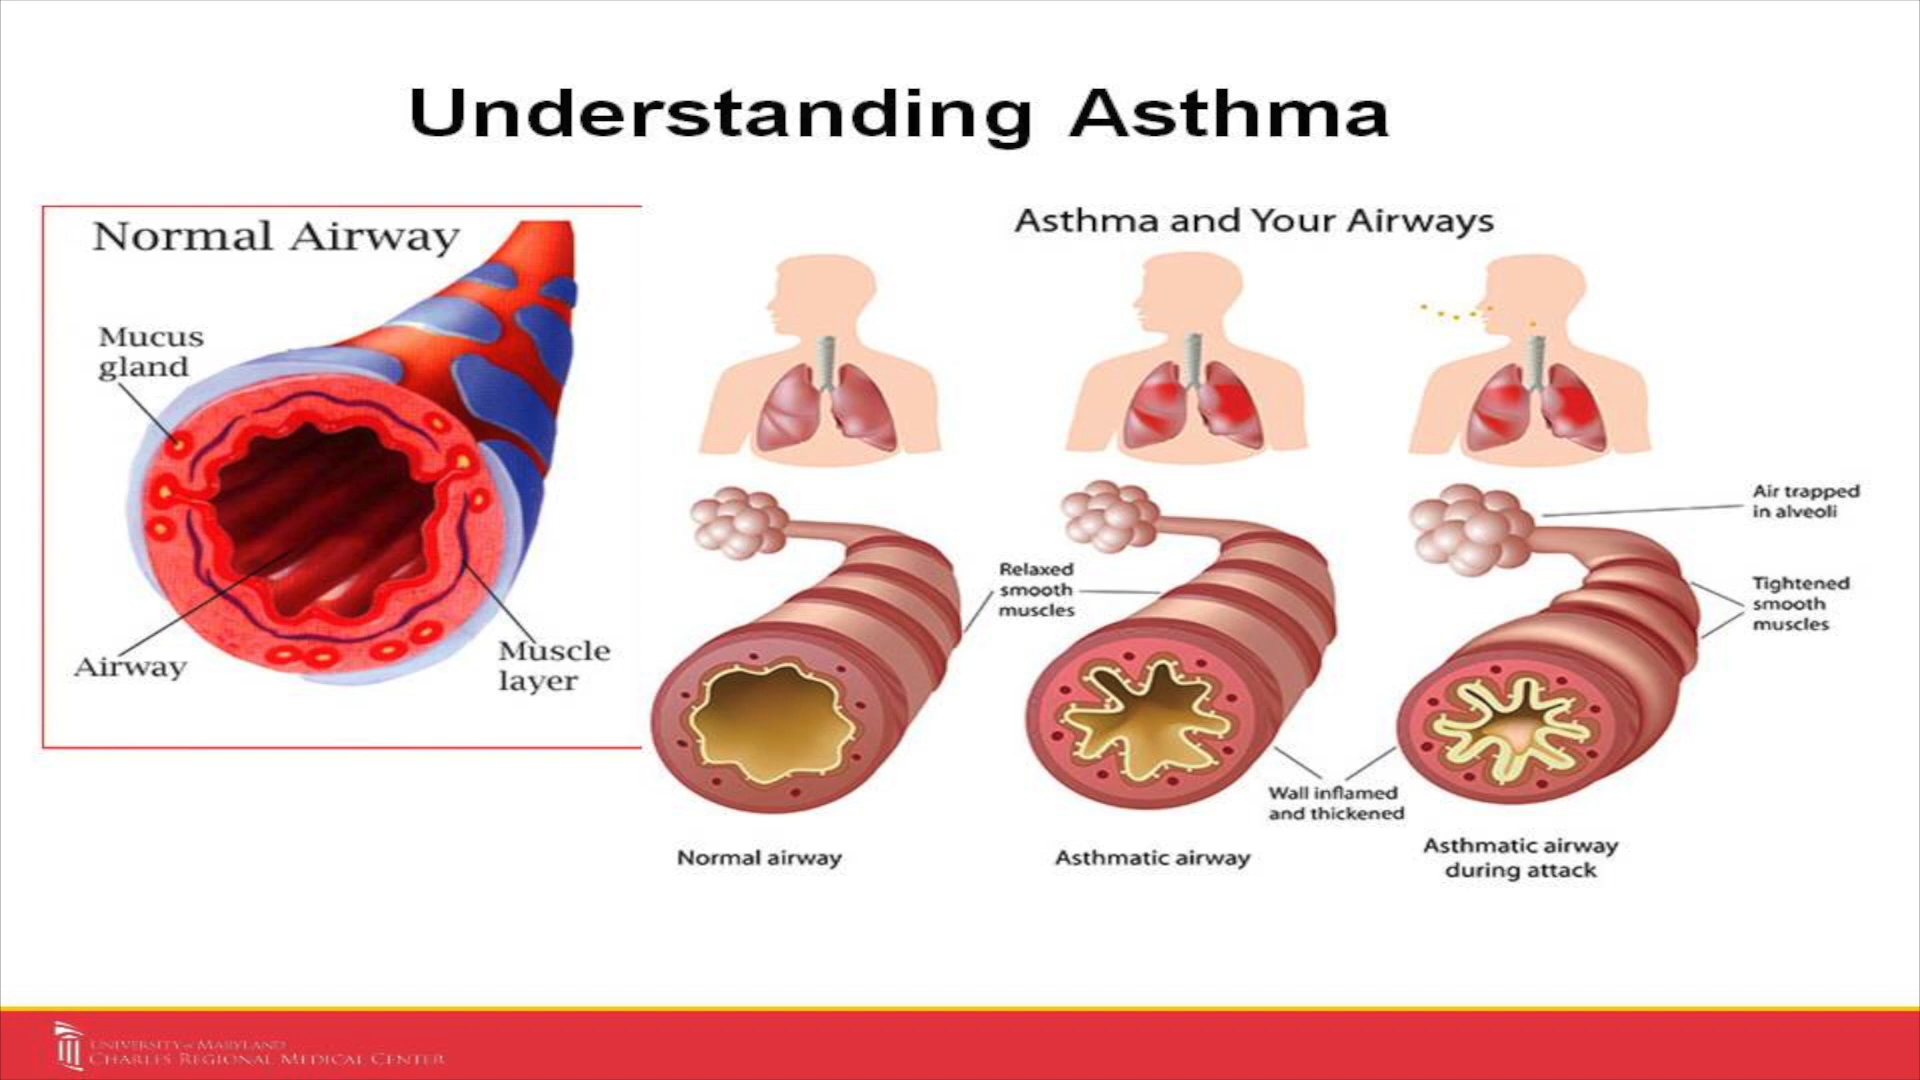 Understanding Asthma
Normal Airway
Mucus
gland
Airway
Muscle
layer
Asthma and Your Airways
Relaxed
smooth
muscles
Air trapped
in alveoli
Tightened
smooth
muscles
Wall inflamed
and thickened
Normal airway
Asthmatic airway
Asthmatic airway
during attack
UNIVERSITY of MARYLAND
CHARLES REGIONAL MEDICAL CENTER